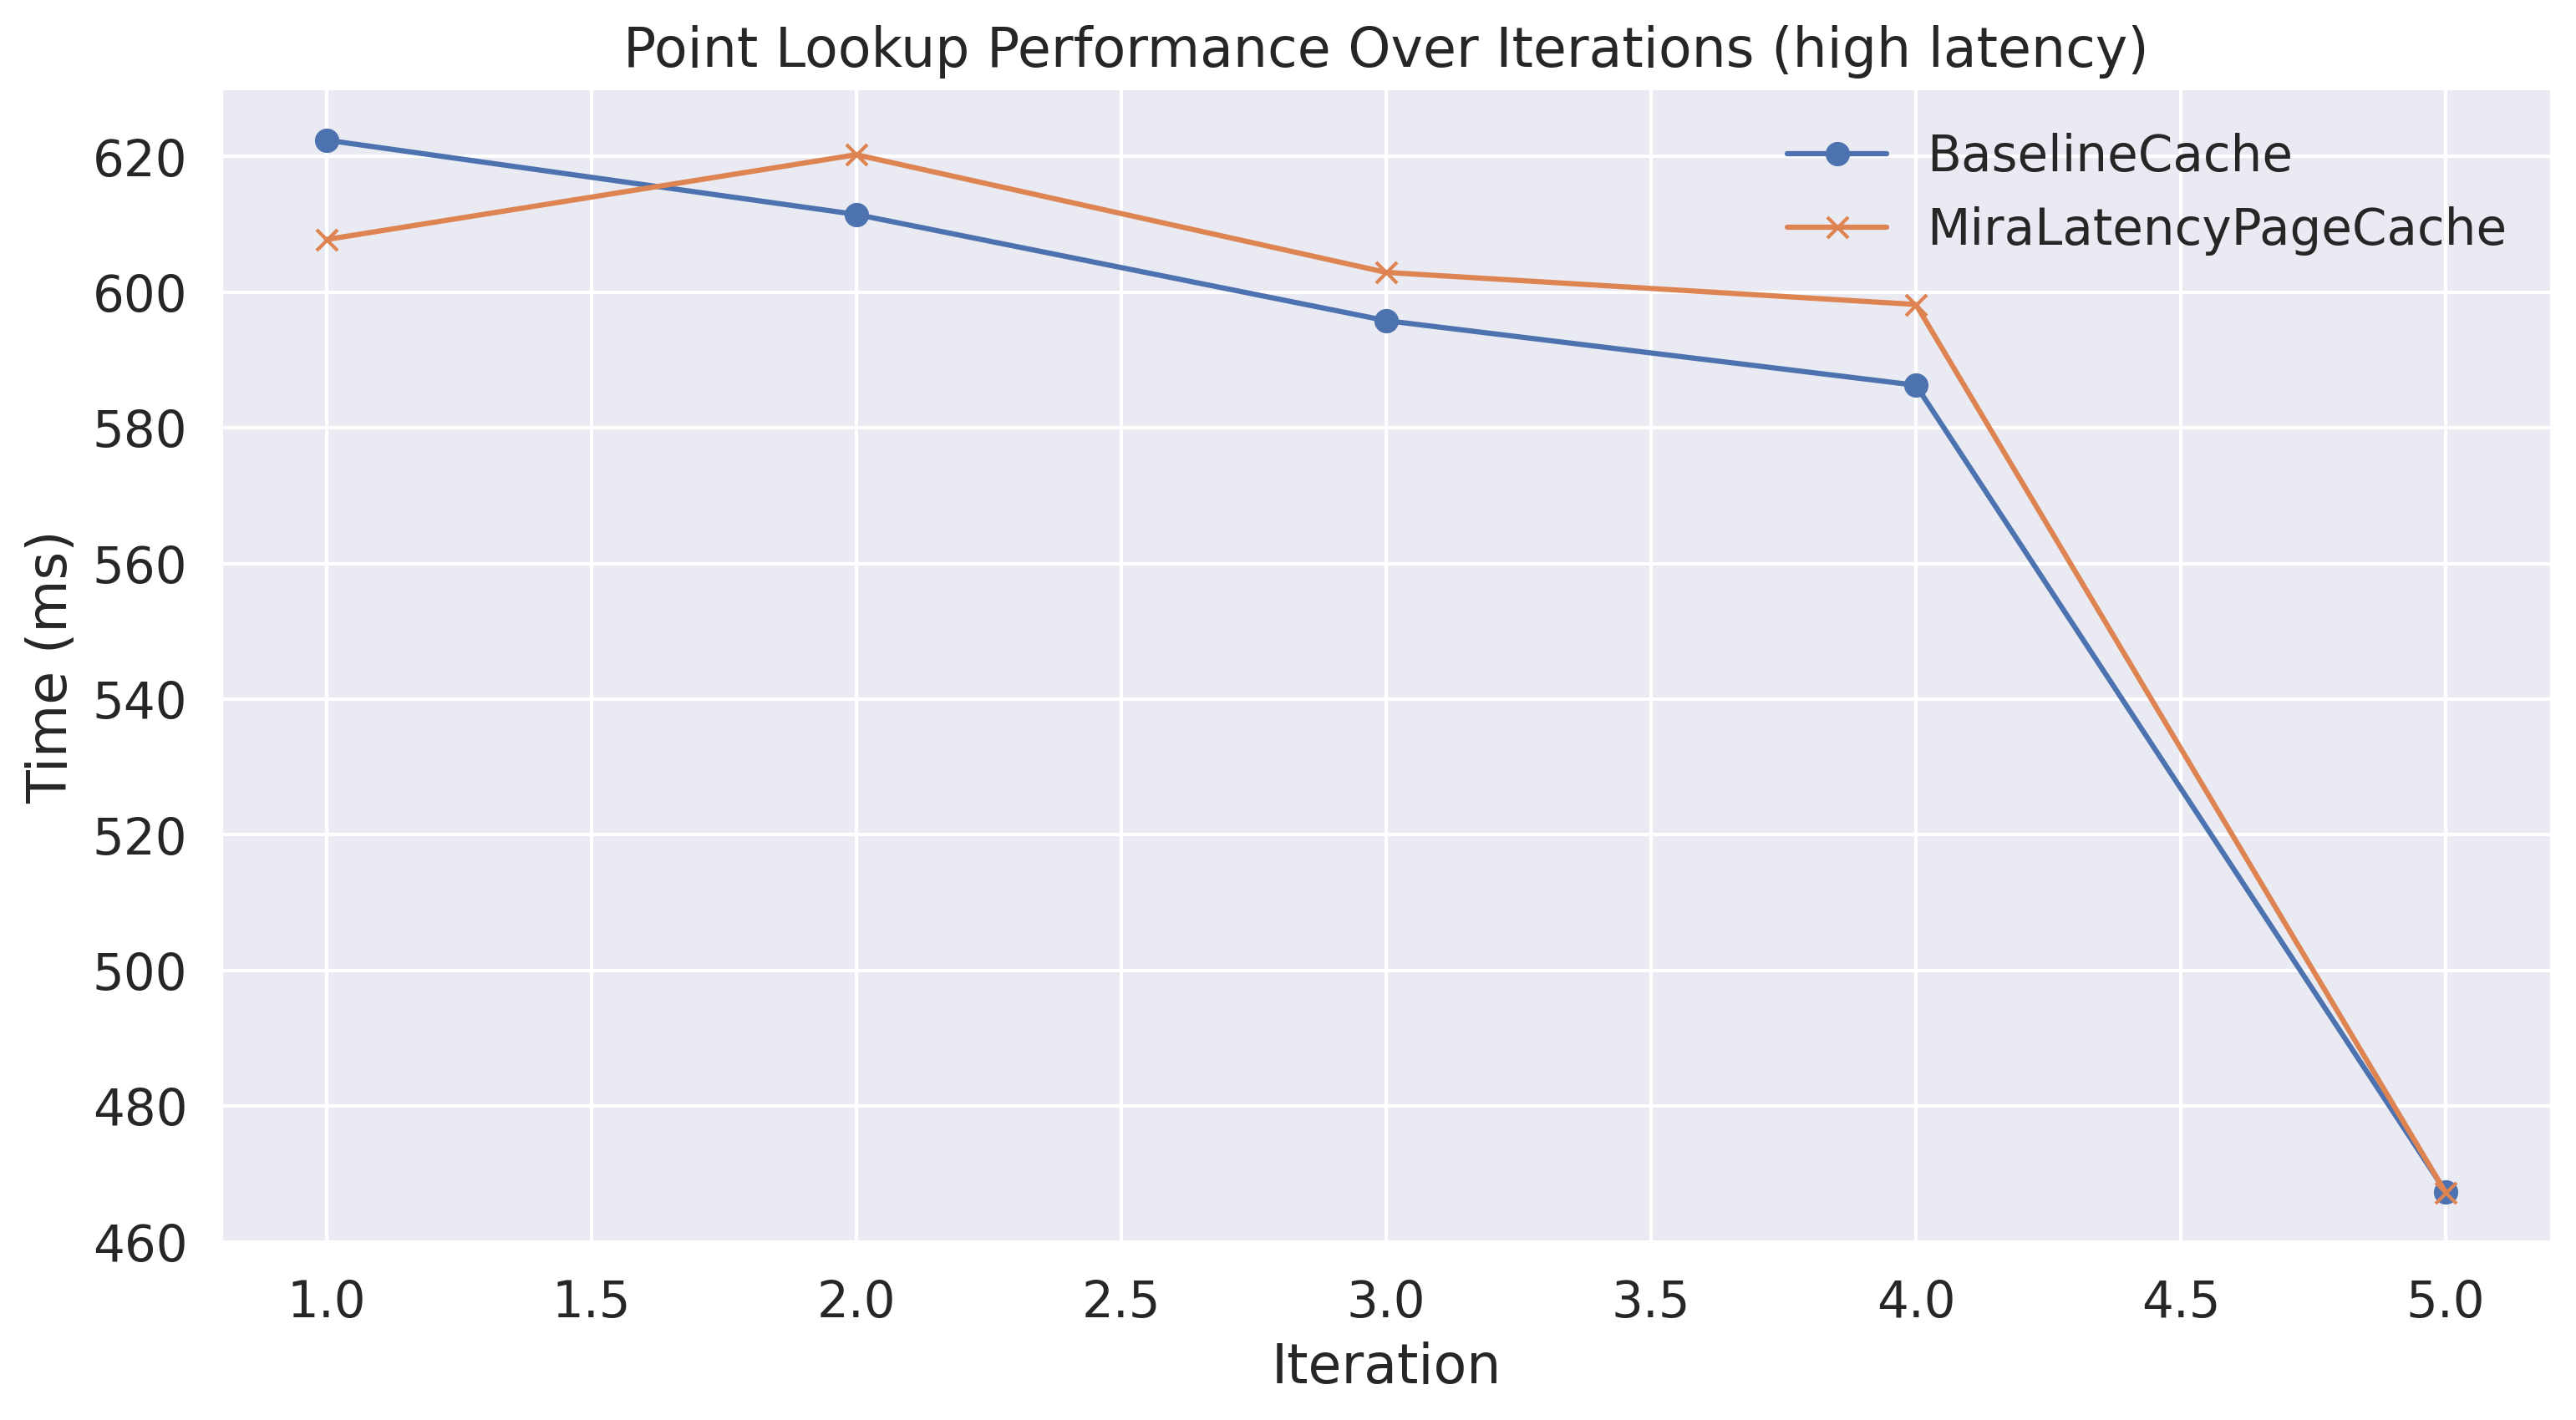 Point Lookup Performance Over Iterations (high latency)
BaselineCache
MiraLatencyPageCache
Time (ms)
620
600
580
560
540
520
500
480
460
1.0 1.5 2.0 2.5 3.0 3.5 4.0 4.5 5.0
Iteration